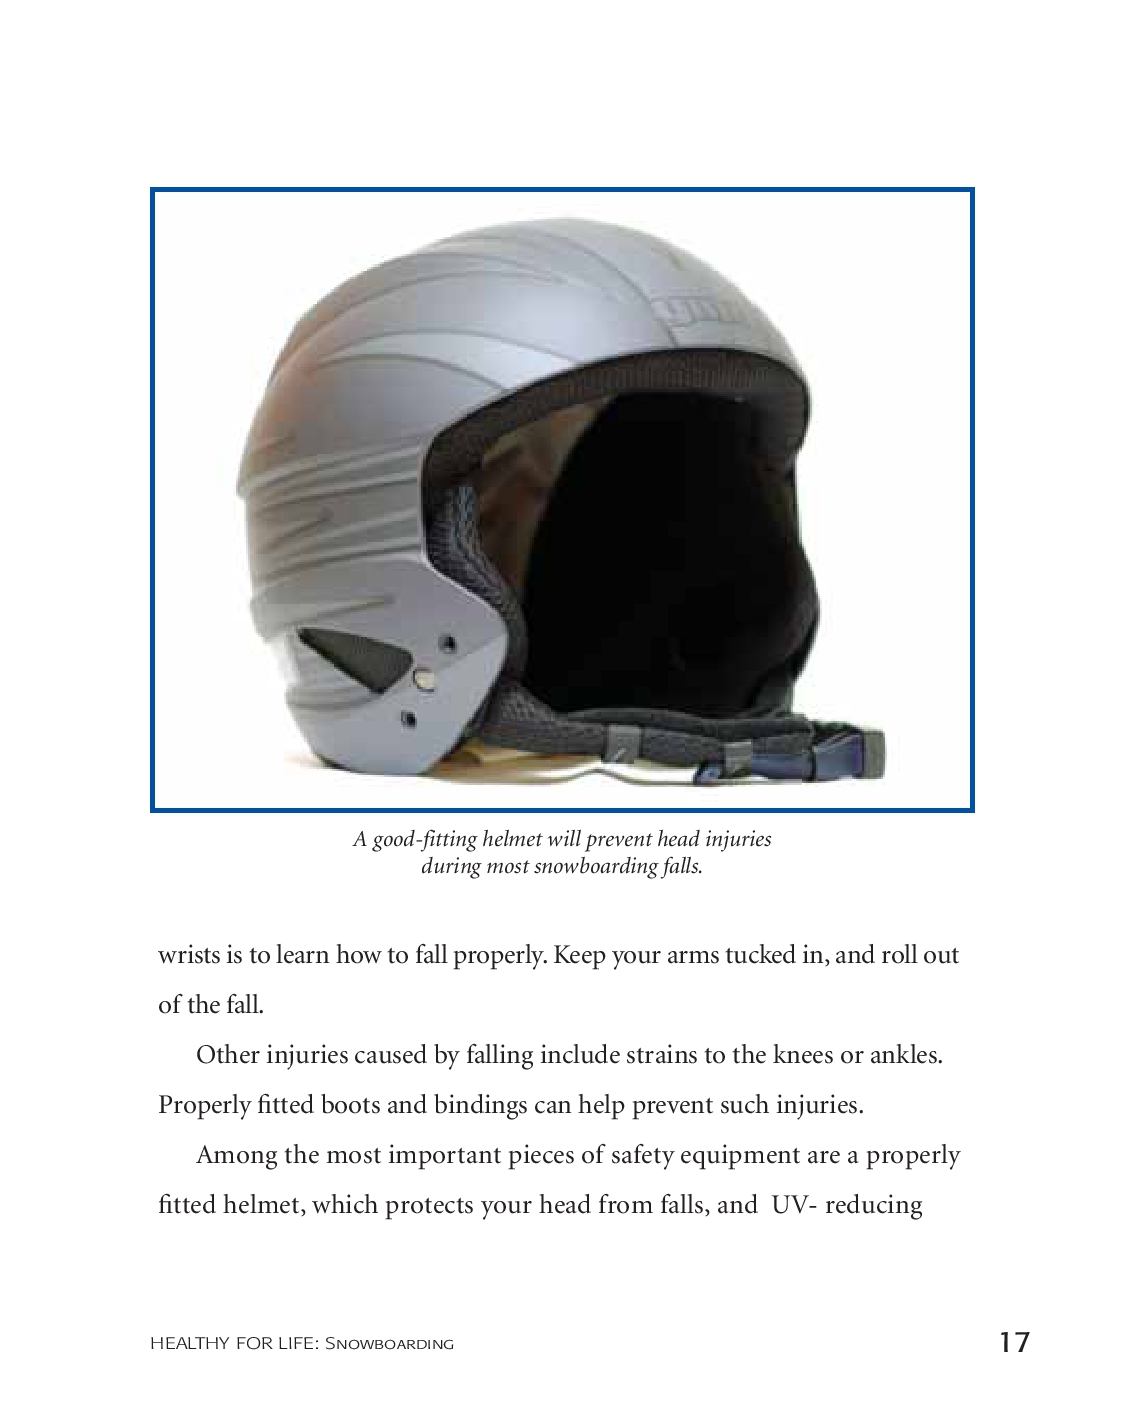 A good-fitting helmet will prevent head injuries
during most snowboarding falls.
wrists is to learn how to fall properly. Keep your arms tucked in, and roll out
of the fall.
Other injuries caused by falling include strains to the knees or ankles.
Properly fitted boots and bindings can help prevent such injuries.
Among the most important pieces of safety equipment are a properly
fitted helmet, which protects your head from falls, and  UV- reducing
HEALTHY FOR LIFE: SNOWBOARDING 17